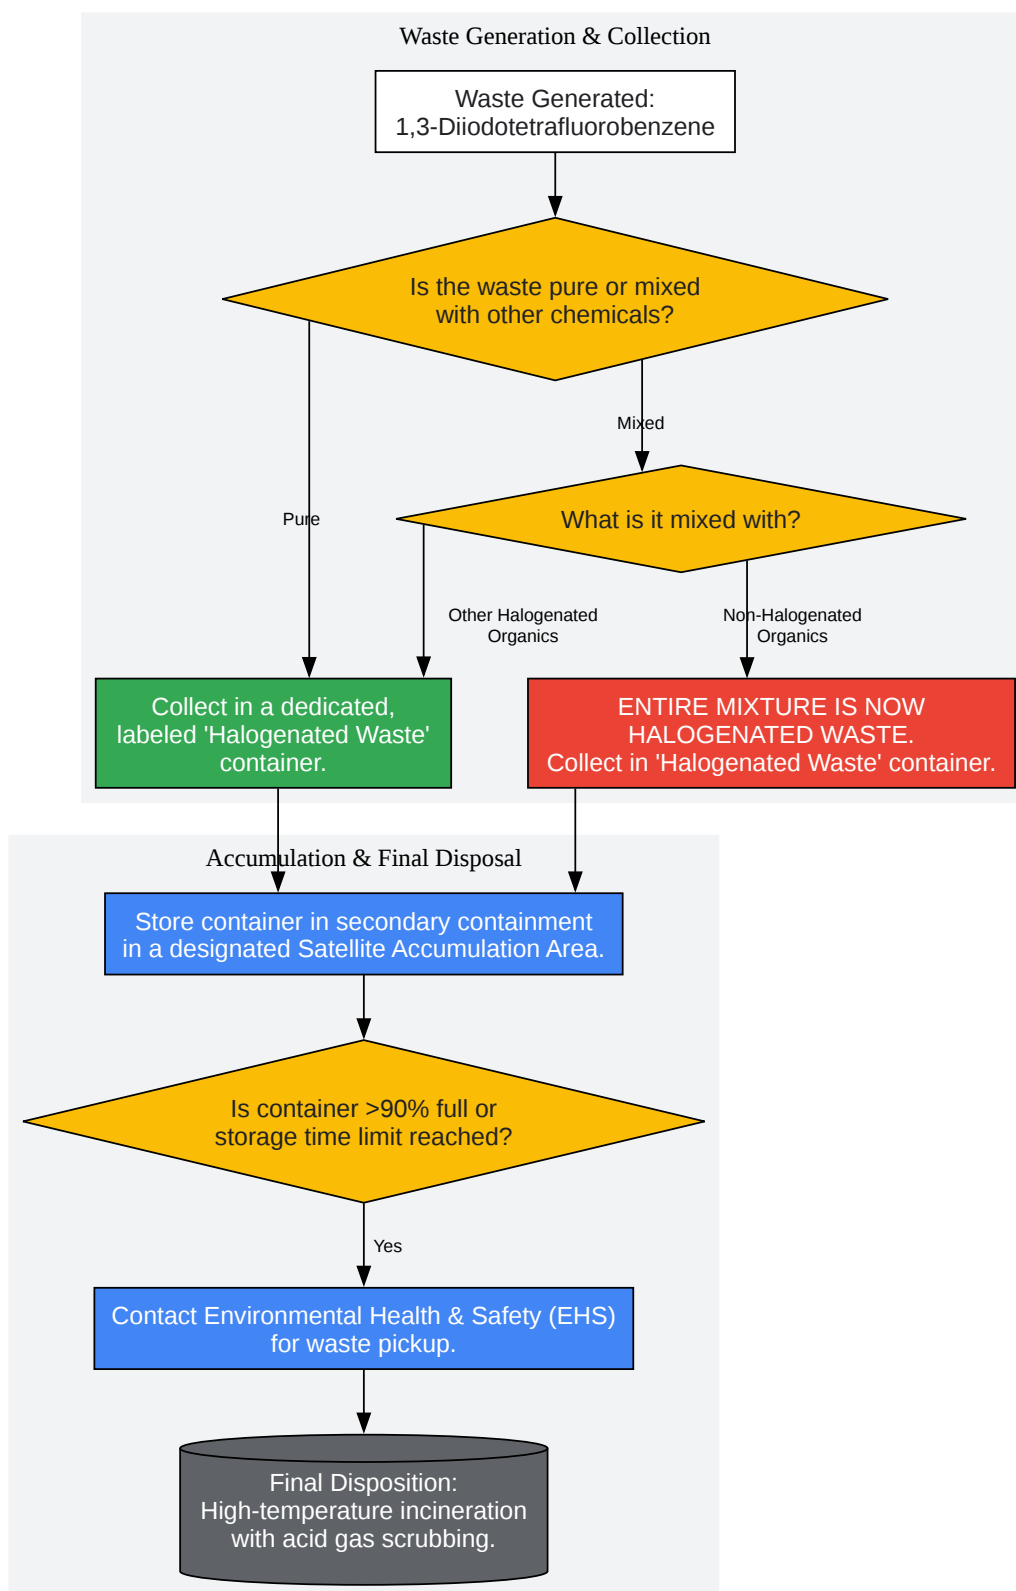 Waste Generation & Collection
Waste Generated:
1,3-Diiodotetrafluorobenzene
Is the waste pure or mixed
with other chemicals?
Mixed
Pure
What is it mixed with?
Other Halogenated
Organics
Non-Halogenated
Organics
Collect in a dedicated,
labeled 'Halogenated Waste'
container.
ENTIRE MIXTURE IS NOW
HALOGENATED WASTE.
Collect in 'Halogenated Waste' container.
Accumulation & Final Disposal
Store container in secondary containment
in a designated Satellite Accumulation Area.
Is container >90% full or
storage time limit reached?
Yes
Contact Environmental Health & Safety (EHS)
for waste pickup.
Final Disposition:
High-temperature incineration
with acid gas scrubbing.